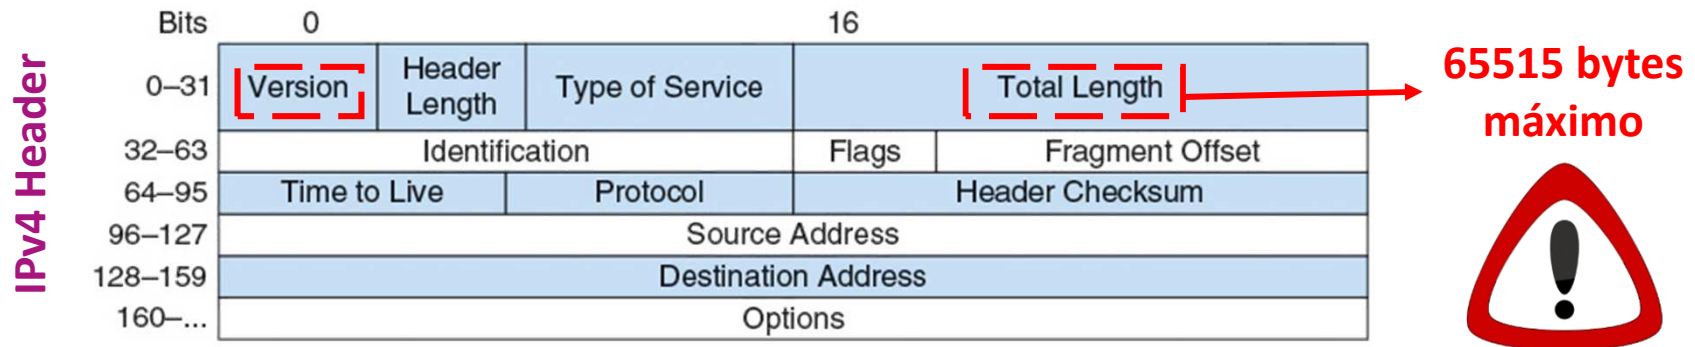 Bits 0 16
IPv4 Header
0–31 Version Header Length Type of Service Total Length
65515 bytes
máximo
32–63 Identification Flags Fragment Offset
64–95 Time to Live Protocol Header Checksum
96–127 Source Address
128–159 Destination Address
160–... Options